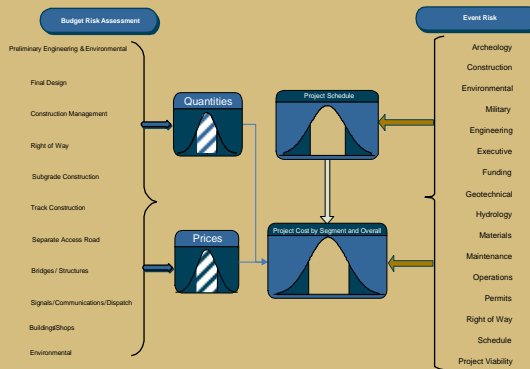 Budget Risk Assessment
Preliminary Engineering & Environmental
Final Design
Construction Management
Right of Way
Subgrade Construction
Track Construction
Separate Access Road
Bridges / Structures
Signals/Communications/Dispatch
Building&Shops
Environmental
Quantities
Prices
Project Schedule
Project Cost by Segment and Overall
Event Risk
Archeology
Construction
Environmental
Military
Engineering
Executive
Funding
Geotechnical
Hydrology
Materials
Maintenance
Operations
Permits
Right of Way
Schedule
Project Viability